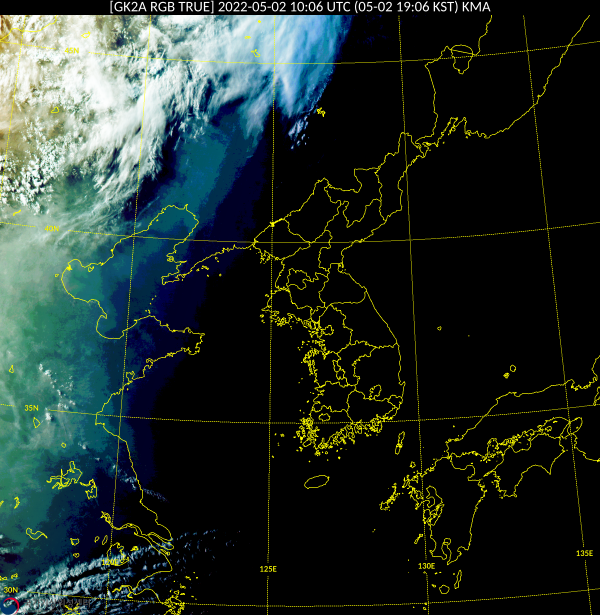 [GK2A RGB TRUE] 2022-05-02 10:06 UTC (05-02 19:06 KST) KMA
40N
35N
135E
130E
125E
30N